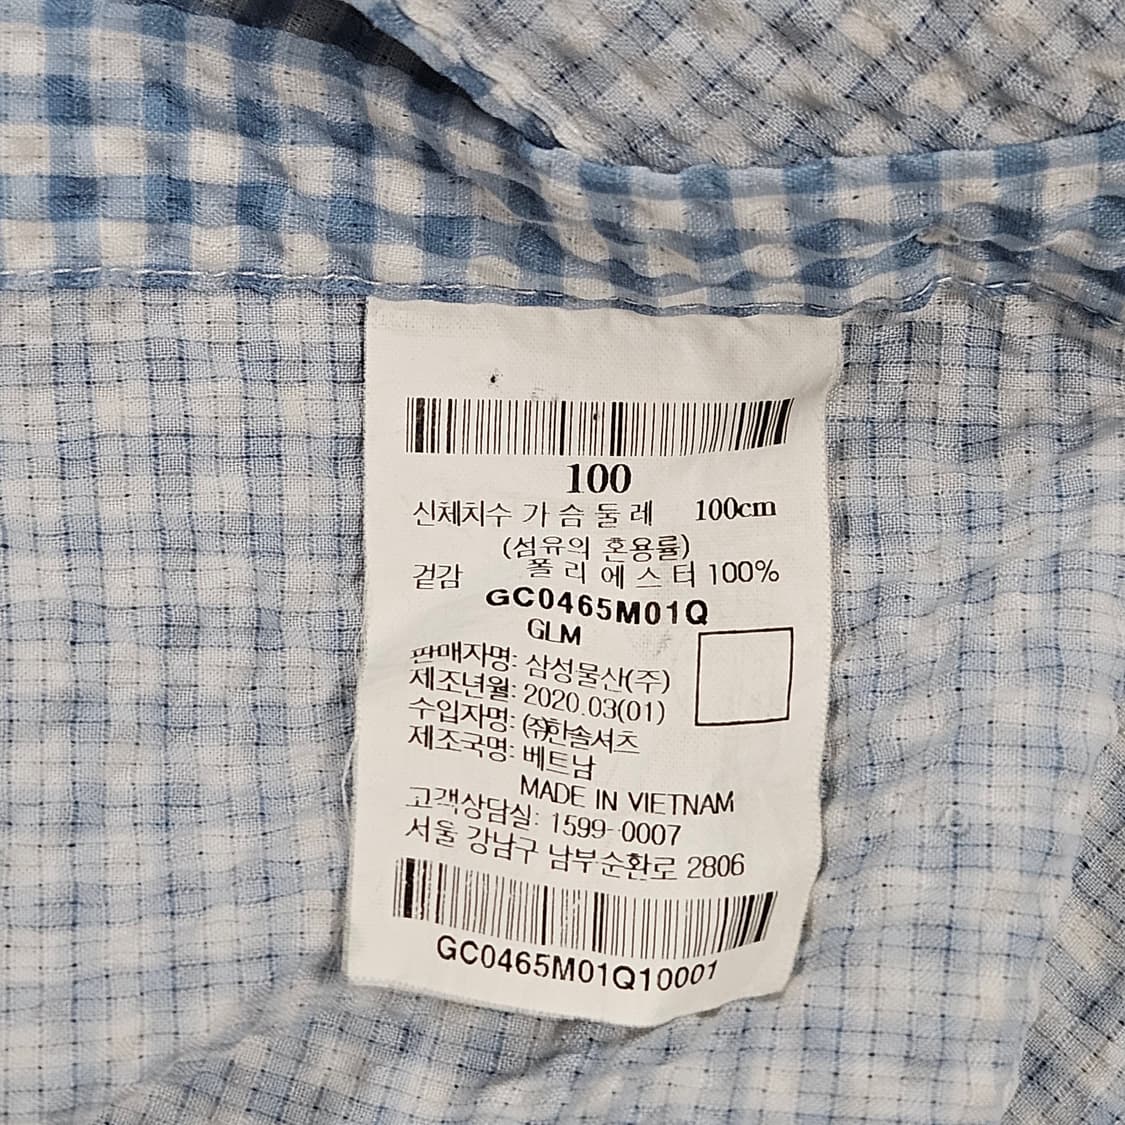 100
신체치수 가 슴 둘 레 100cm
(섬유의 혼용률)
겉감 폴 리 에 스 터 100%
GC0465M01Q
GLM
판매자명: 삼성물산(주)
제조년월: 2020.03(01)
수입자명: (주)한솔셔츠
제조국명: 베트남
MADE IN VIETNAM
고객상담실: 1599-0007
서울 강남구 남부순환로 2806
GC0465M01Q10001